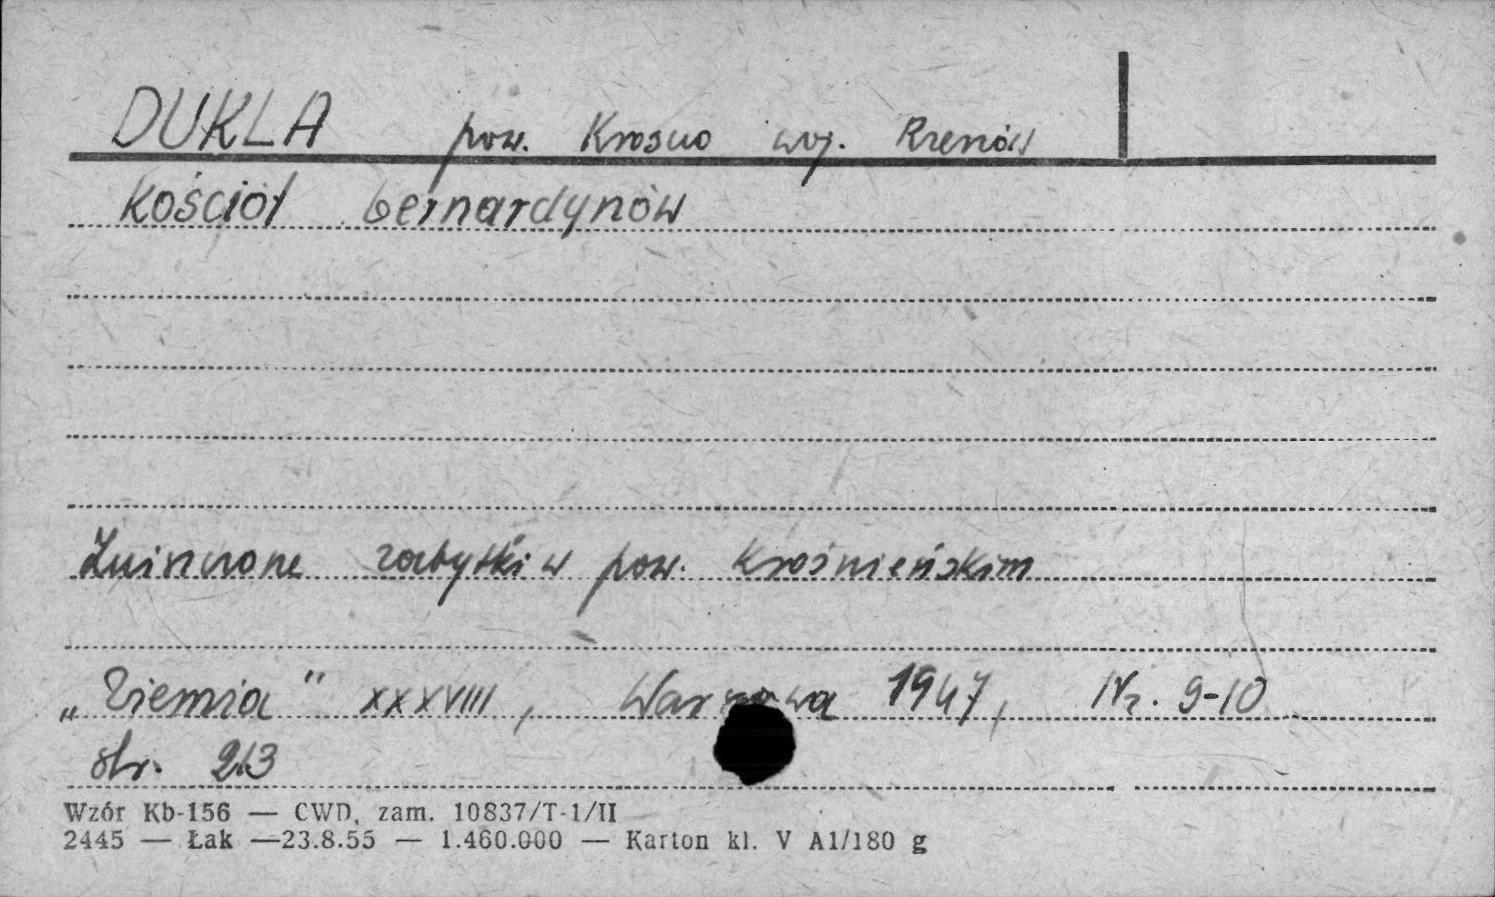 DUKLA pow. Krosno woj. Rzeszów
Kościół bernardynów
Zniszczone zabytki w pow. krośnieńskim
„Ziemia" XXXVIII, Warszawa 1947, Nr. 9-10
str. 213
Wzór Kb-156 — CWD, zam. 10837/T-1/II
2445 — Łak —23.8.55 — 1.460.000 — Karton kl. V A1/180 g